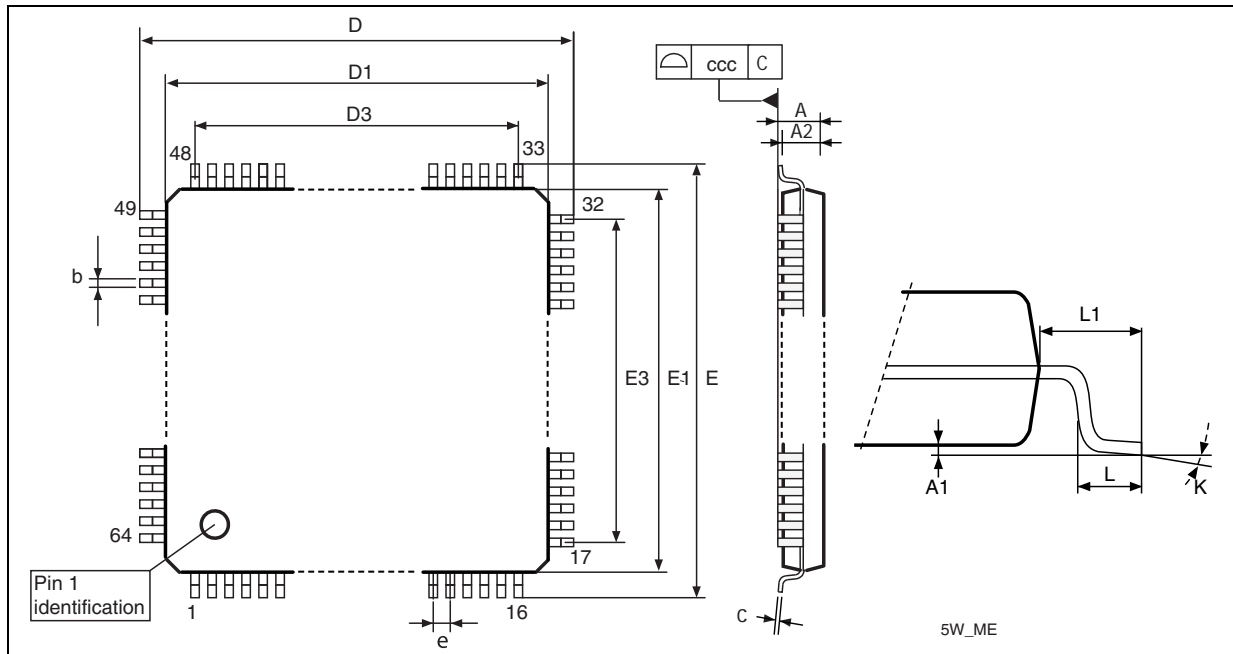 D
D1
D3
ccc C
A
A2
48
33
49
32
b
E3
E1
E
L1
A1
L
K
64
17
Pin 1
identification
1
16
e
C
5W_ME